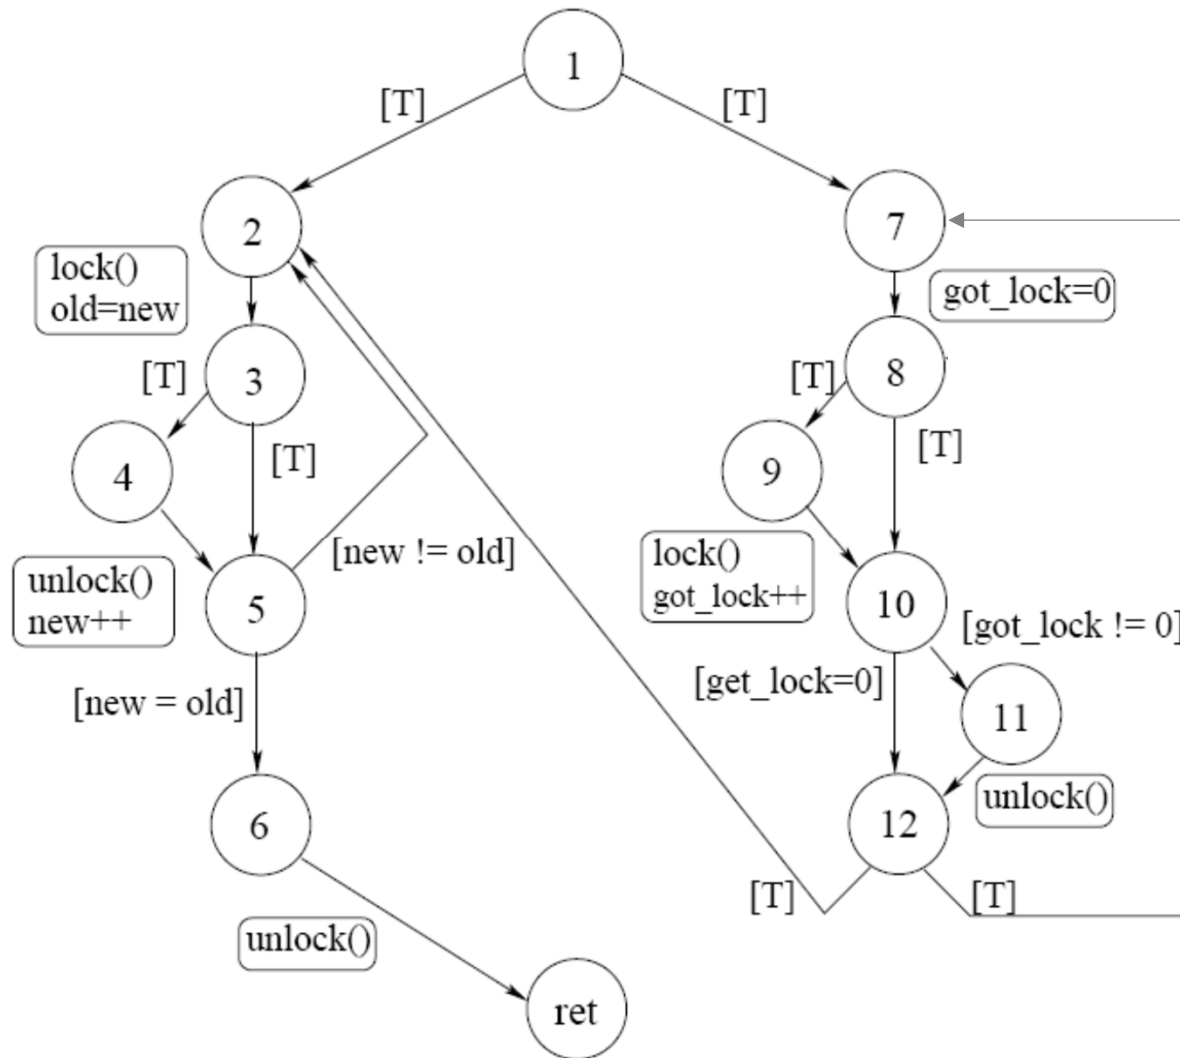 1
[T]
[T]
2
7
lock()
old=new
got_lock=0
[T]
3
[T]
8
4
[T]
9
[T]
unlock()
new++
5
[new != old]
lock()
got_lock++
10
[got_lock != 0]
[new = old]
[get_lock=0]
11
6
12
unlock()
[T]
[T]
unlock()
ret